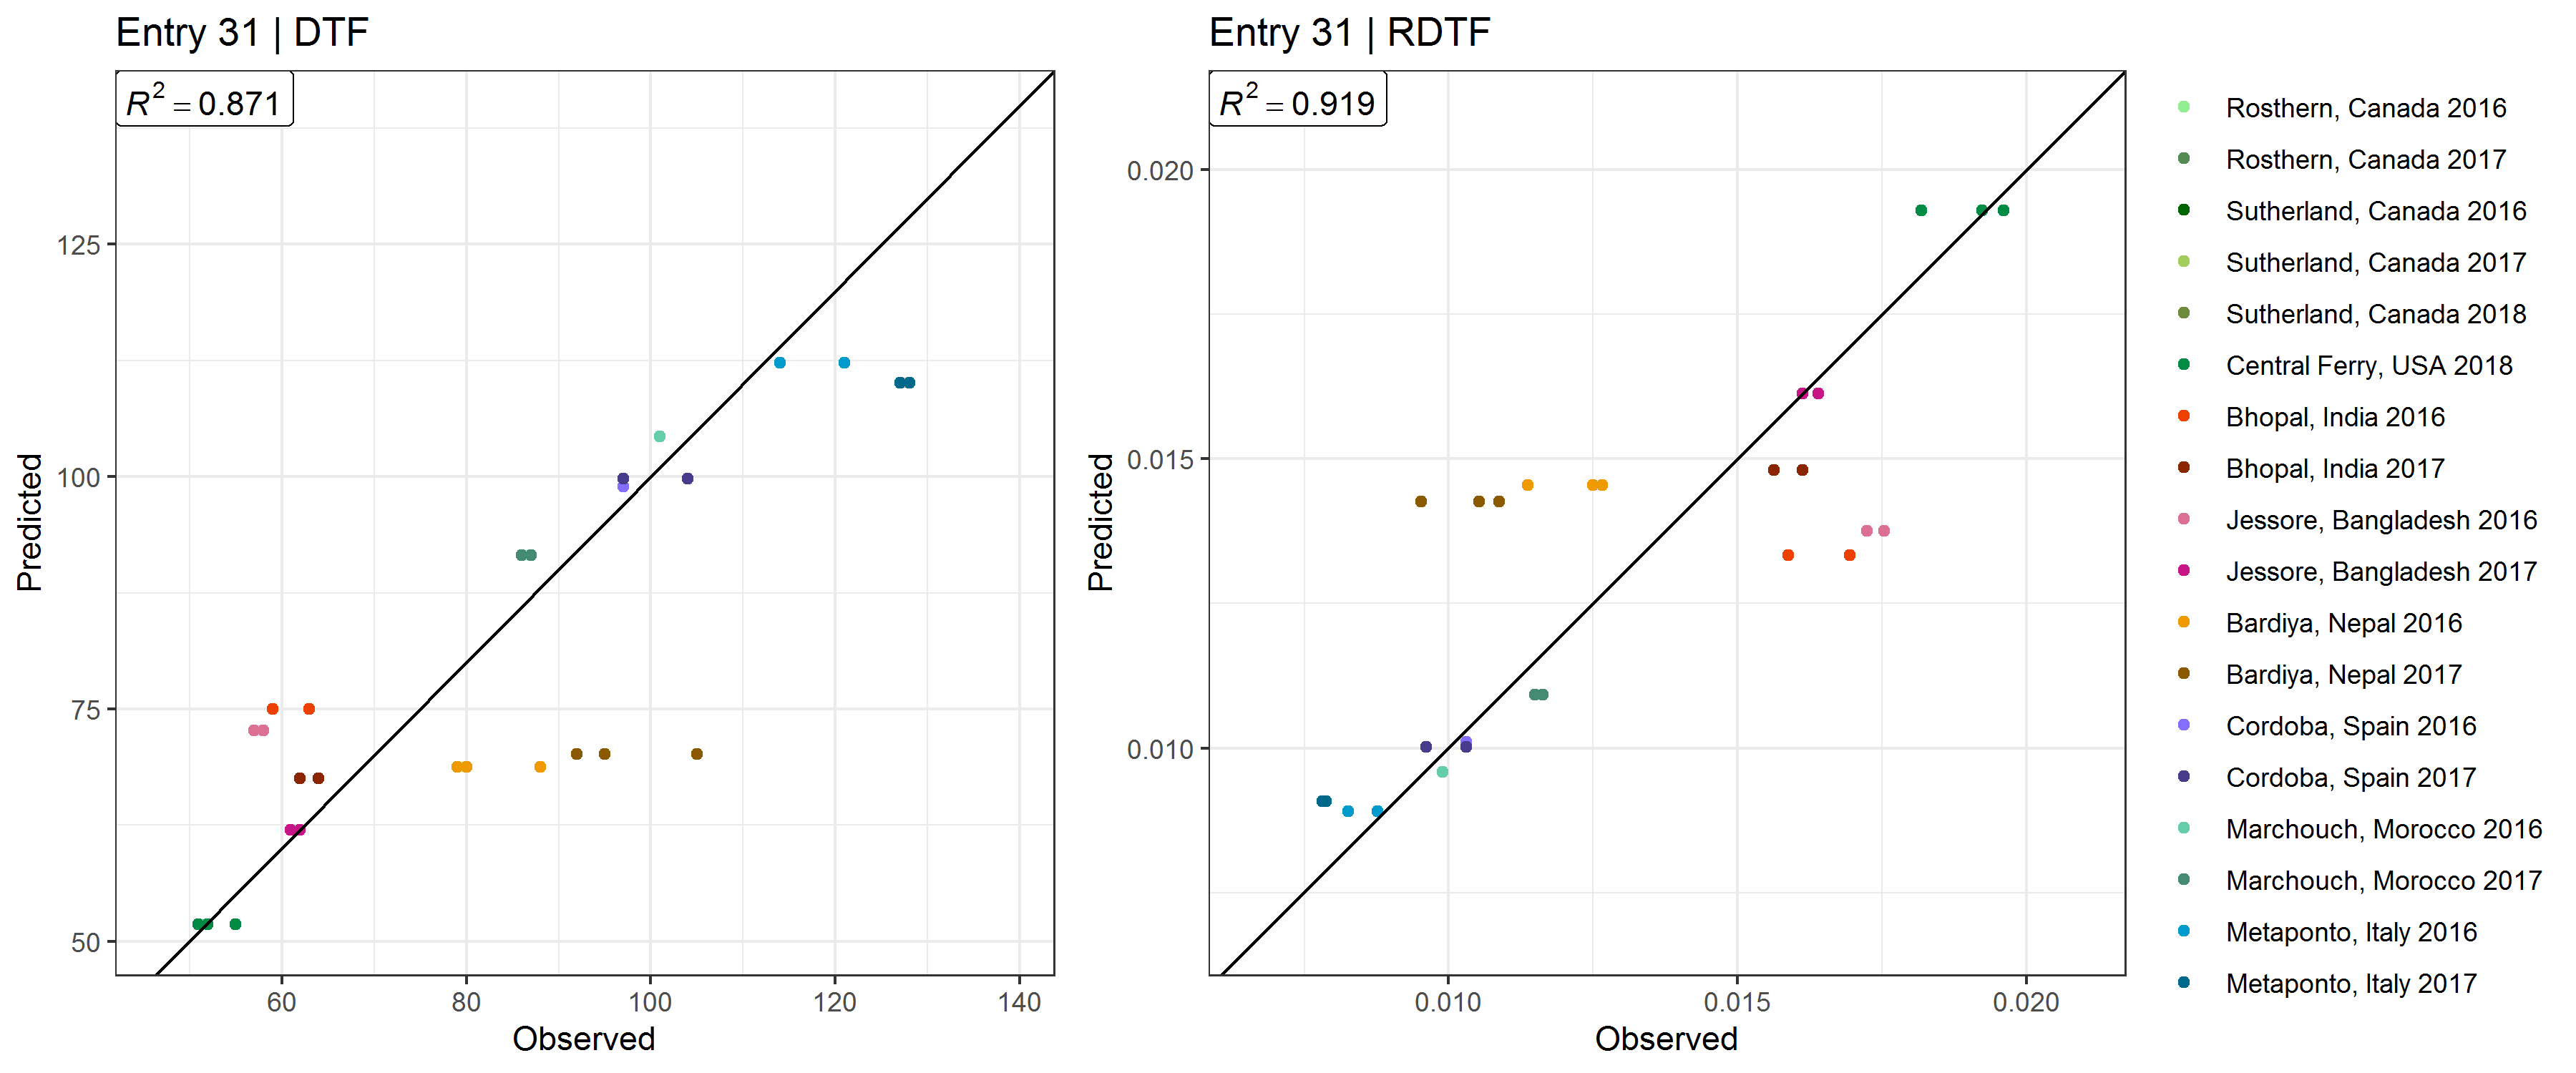 Entry 31 | DTF
R² = 0.871
125
100
75
50
Predicted
60 80 100 120 140
Observed
Entry 31 | RDTF
R² = 0.919
0.020
0.015
0.010
Predicted
0.010 0.015 0.020
Observed
Rosthern, Canada 2016
Rosthern, Canada 2017
Sutherland, Canada 2016
Sutherland, Canada 2017
Sutherland, Canada 2018
Central Ferry, USA 2018
Bhopal, India 2016
Bhopal, India 2017
Jessore, Bangladesh 2016
Jessore, Bangladesh 2017
Bardiya, Nepal 2016
Bardiya, Nepal 2017
Cordoba, Spain 2016
Cordoba, Spain 2017
Marchouch, Morocco 2016
Marchouch, Morocco 2017
Metaponto, Italy 2016
Metaponto, Italy 2017